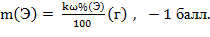 m(Э) = kω%(Э)/100 (г) , − 1 балл.